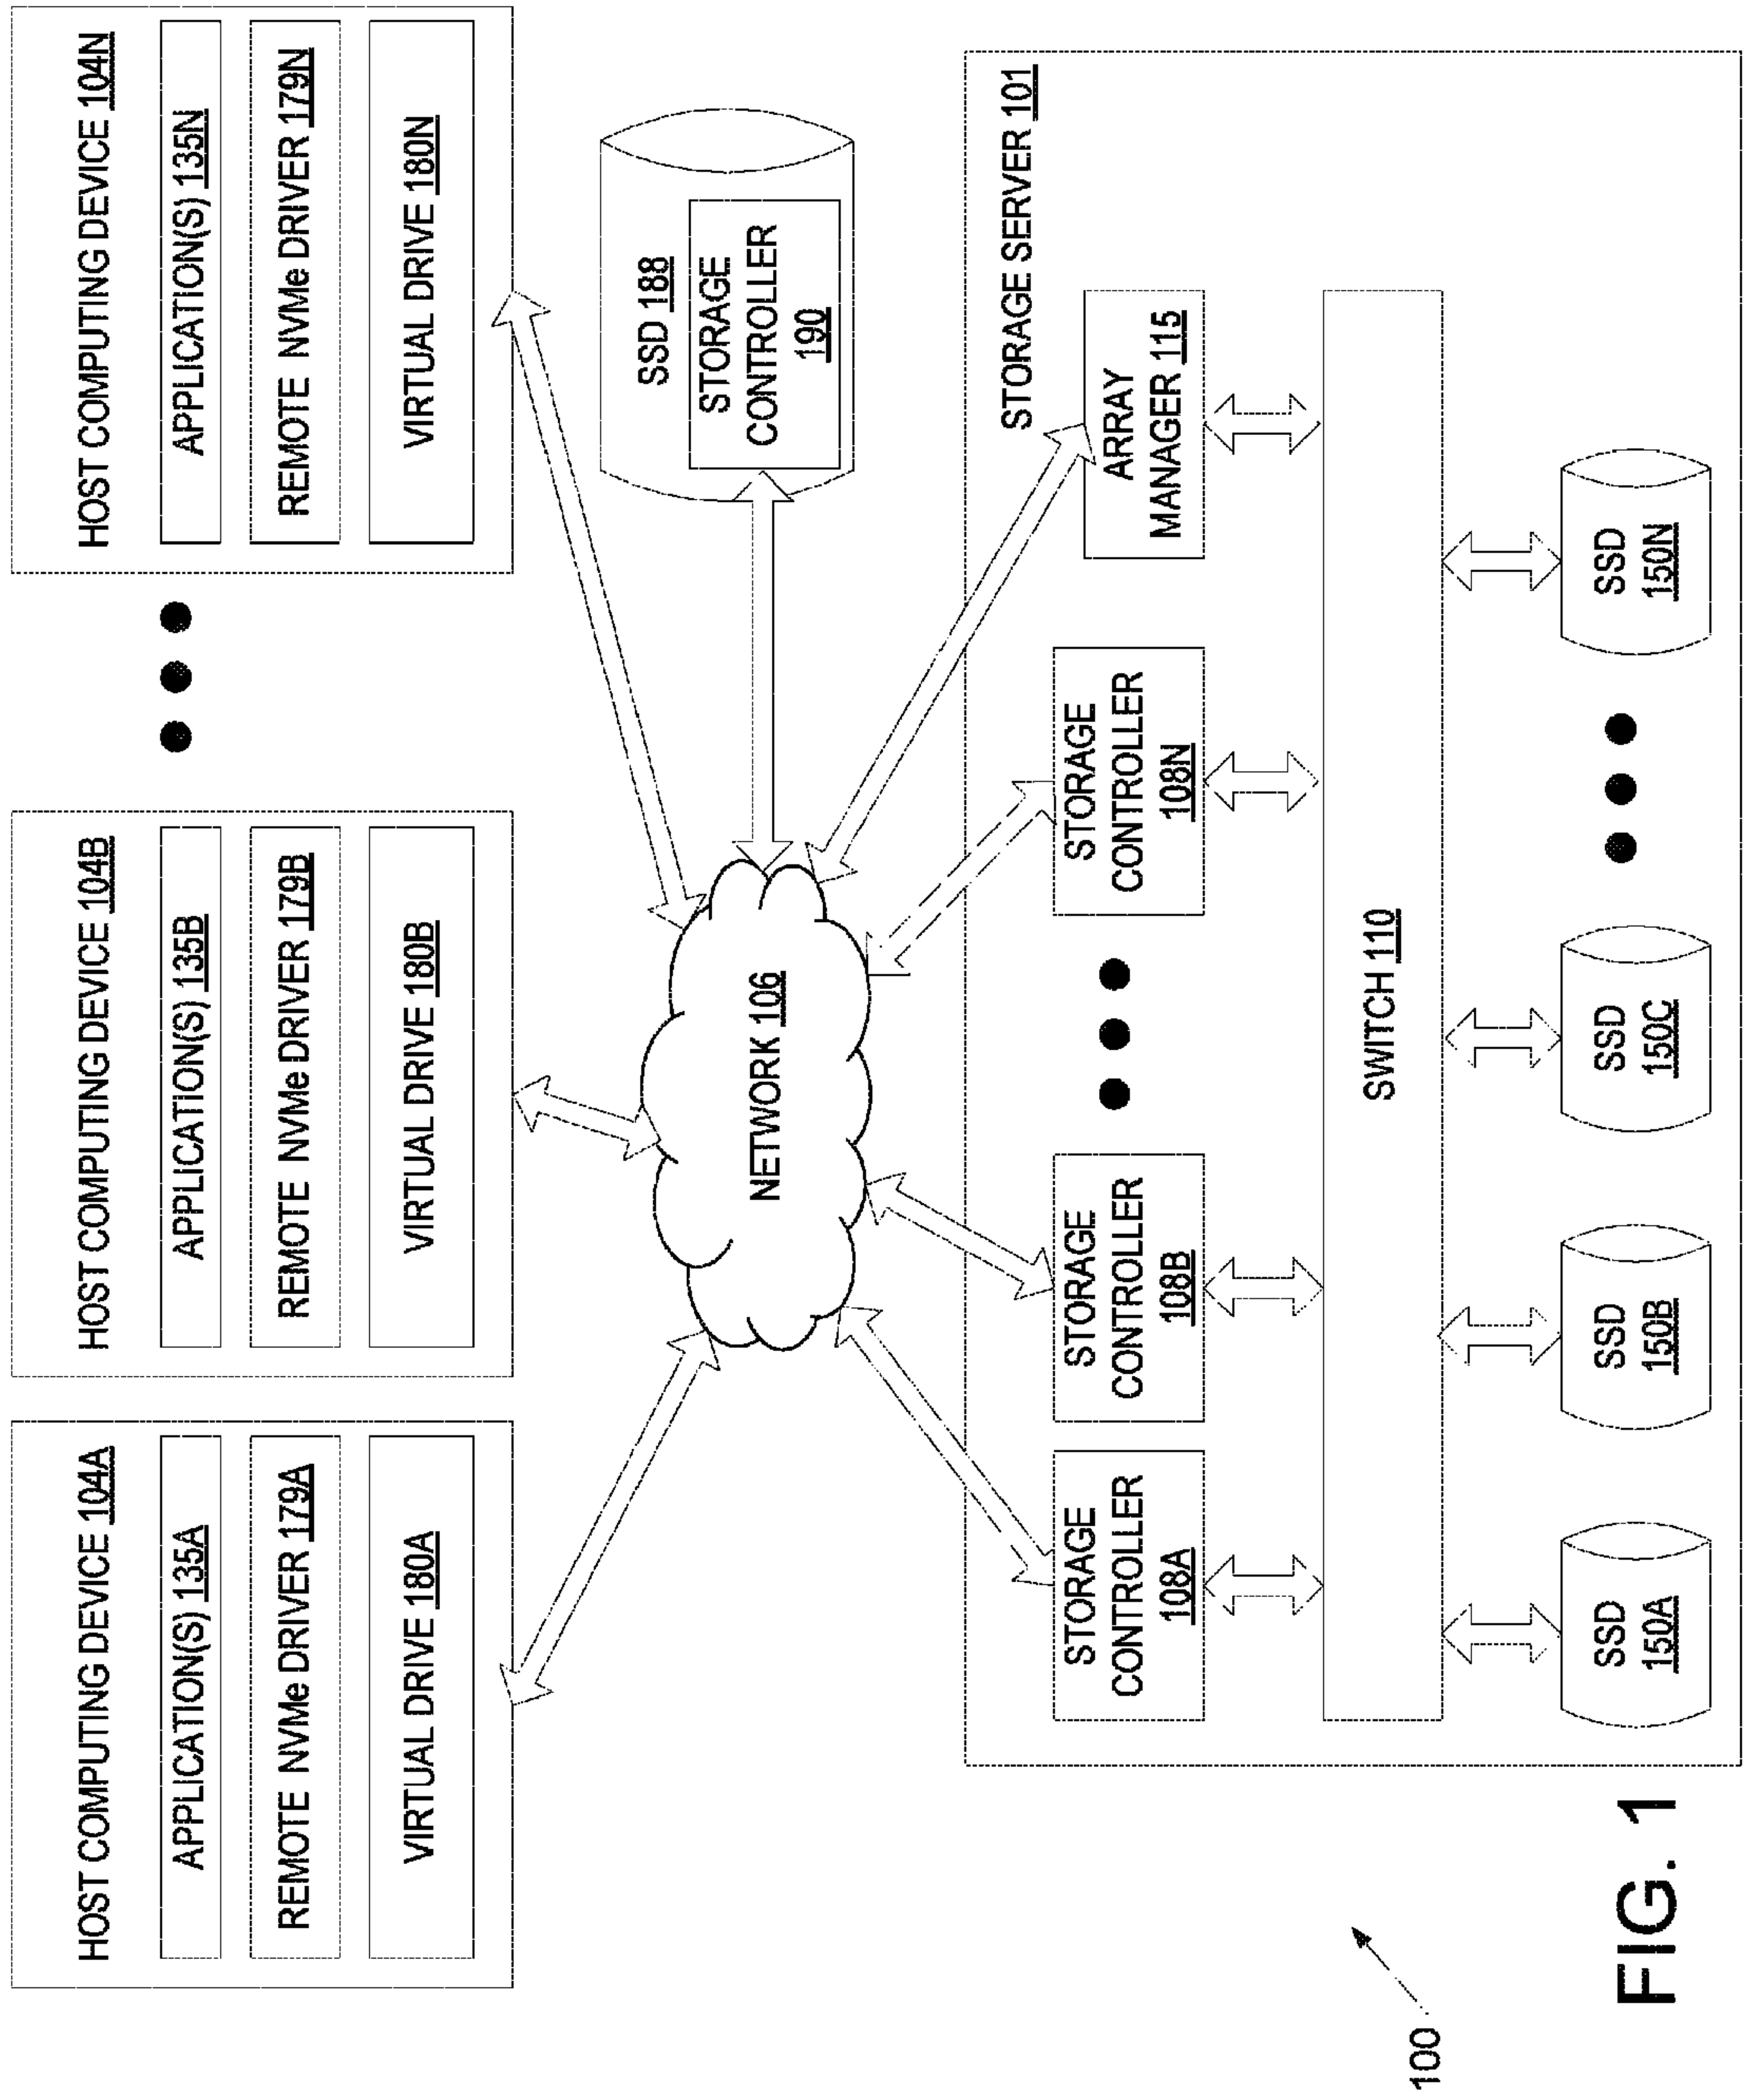 HOST COMPUTING DEVICE 104A
APPLICATION(S) 135A
REMOTE NVMe DRIVER 179A
VIRTUAL DRIVE 180A
HOST COMPUTING DEVICE 104B
APPLICATION(S) 135B
REMOTE NVMe DRIVER 179B
VIRTUAL DRIVE 180B
HOST COMPUTING DEVICE 104N
APPLICATION(S) 135N
REMOTE NVMe DRIVER 179N
VIRTUAL DRIVE 180N
NETWORK 106
SSD 188
STORAGE
CONTROLLER
190
STORAGE SERVER 101
STORAGE
CONTROLLER
108A
STORAGE
CONTROLLER
108B
STORAGE
CONTROLLER
108N
ARRAY
MANAGER 115
SWITCH 110
SSD
150A
SSD
150B
SSD
150C
SSD
150N
100
FIG. 1